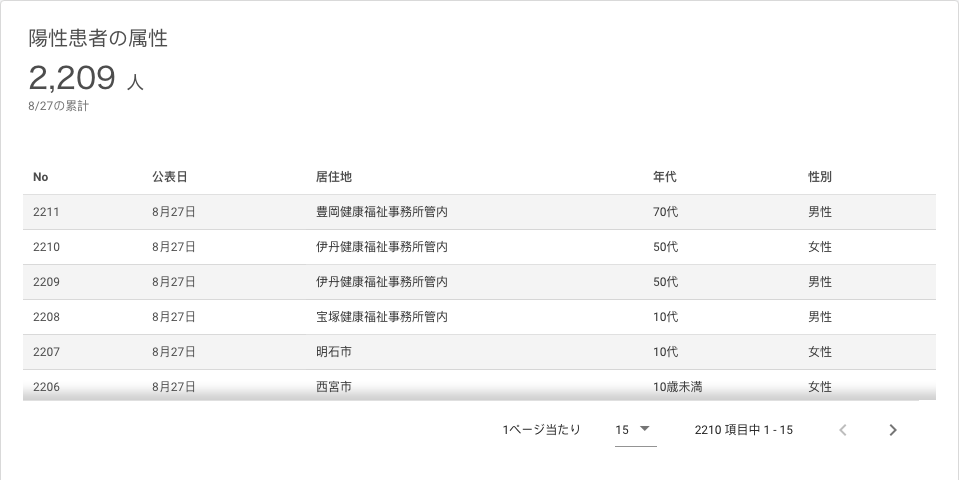 陽性患者の属性
2,209 人
8/27の累計
No 公表日 居住地 年代 性別
2211 8月27日 豊岡健康福祉事務所管内 70代 男性
2210 8月27日 伊丹健康福祉事務所管内 50代 女性
2209 8月27日 伊丹健康福祉事務所管内 50代 男性
2208 8月27日 宝塚健康福祉事務所管内 10代 男性
2207 8月27日 明石市 10代 女性
2206 8月27日 西宮市 10歳未満 女性
1ページ当たり 15 2210 項目中 1 - 15